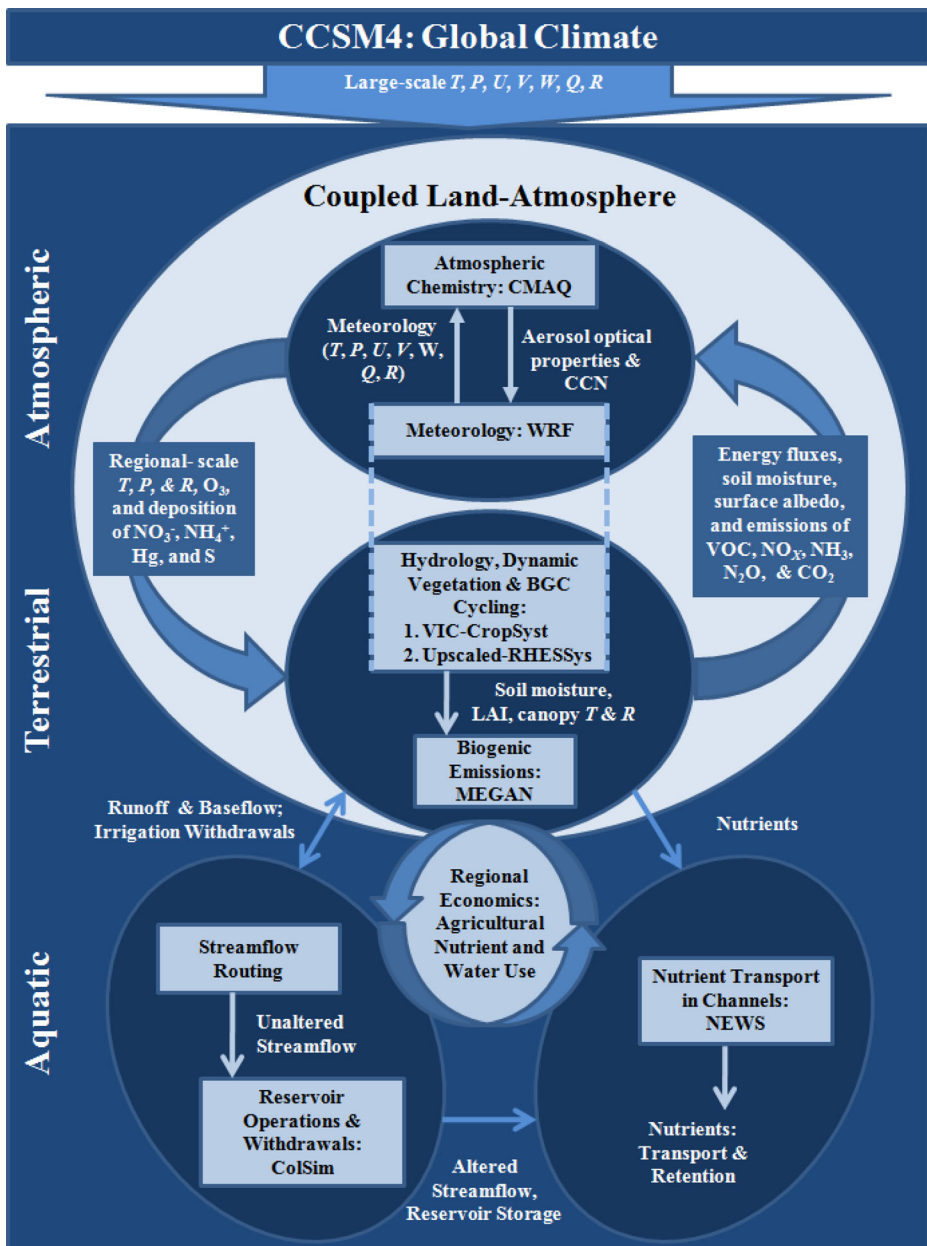 CCSM4: Global Climate
Large-scale T, P, U, V, W, Q, R
Coupled Land-Atmosphere
Atmospheric
Atmospheric
Chemistry: CMAQ
Meteorology
(T, P, U, V, W,
Q, R)
Aerosol optical
properties &
CCN
Meteorology: WRF
Regional- scale
T, P, & R, O₃,
and deposition
of NO₃⁻, NH₄⁺,
Hg, and S
Energy fluxes,
soil moisture,
surface albedo,
and emissions of
VOC, NOX, NH₃,
N₂O, & CO₂
Terrestrial
Hydrology, Dynamic
Vegetation & BGC
Cycling:
1. VIC-CropSyst
2. Upscaled-RHESSys
Soil moisture,
LAI, canopy T & R
Biogenic
Emissions:
MEGAN
Runoff & Baseflow;
Irrigation Withdrawals
Nutrients
Regional
Economics:
Agricultural
Nutrient and
Water Use
Aquatic
Streamflow
Routing
Unaltered
Streamflow
Reservoir
Operations &
Withdrawals:
ColSim
Altered
Streamflow,
Reservoir Storage
Nutrient Transport
in Channels:
NEWS
Nutrients:
Transport &
Retention